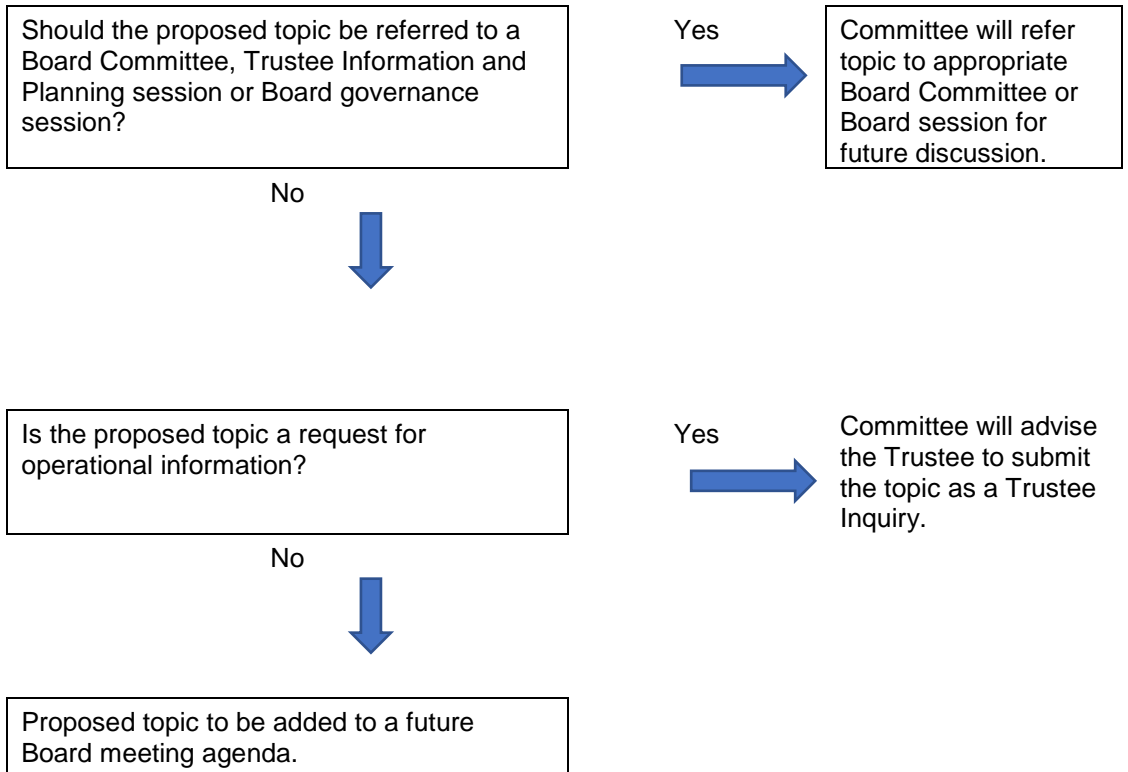 Should the proposed topic be referred to a
Board Committee, Trustee Information and
Planning session or Board governance
session?
Yes
Committee will refer
topic to appropriate
Board Committee or
Board session for
future discussion.
No
Is the proposed topic a request for
operational information?
Yes
Committee will advise
the Trustee to submit
the topic as a Trustee
Inquiry.
No
Proposed topic to be added to a future
Board meeting agenda.